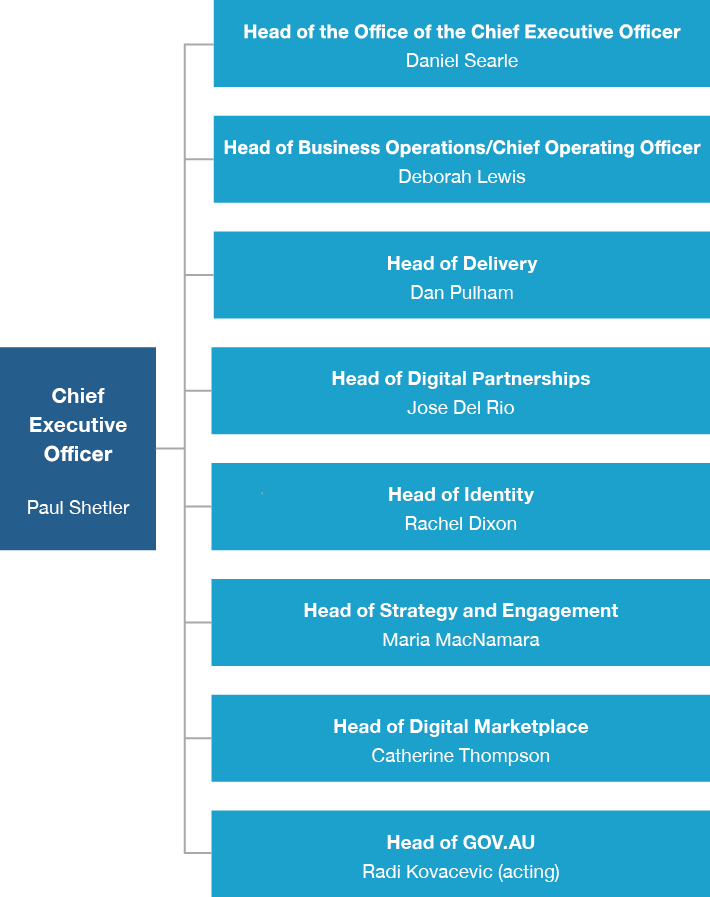 Head of the Office of the Chief Executive Officer
Daniel Searle
Head of Business Operations/Chief Operating Officer
Deborah Lewis
Head of Delivery
Dan Pulham
Chief
Executive
Officer
Paul Shetler
Head of Digital Partnerships
Jose Del Rio
Head of Identity
Rachel Dixon
Head of Strategy and Engagement
Maria MacNamara
Head of Digital Marketplace
Catherine Thompson
Head of GOV.AU
Radi Kovacevic (acting)